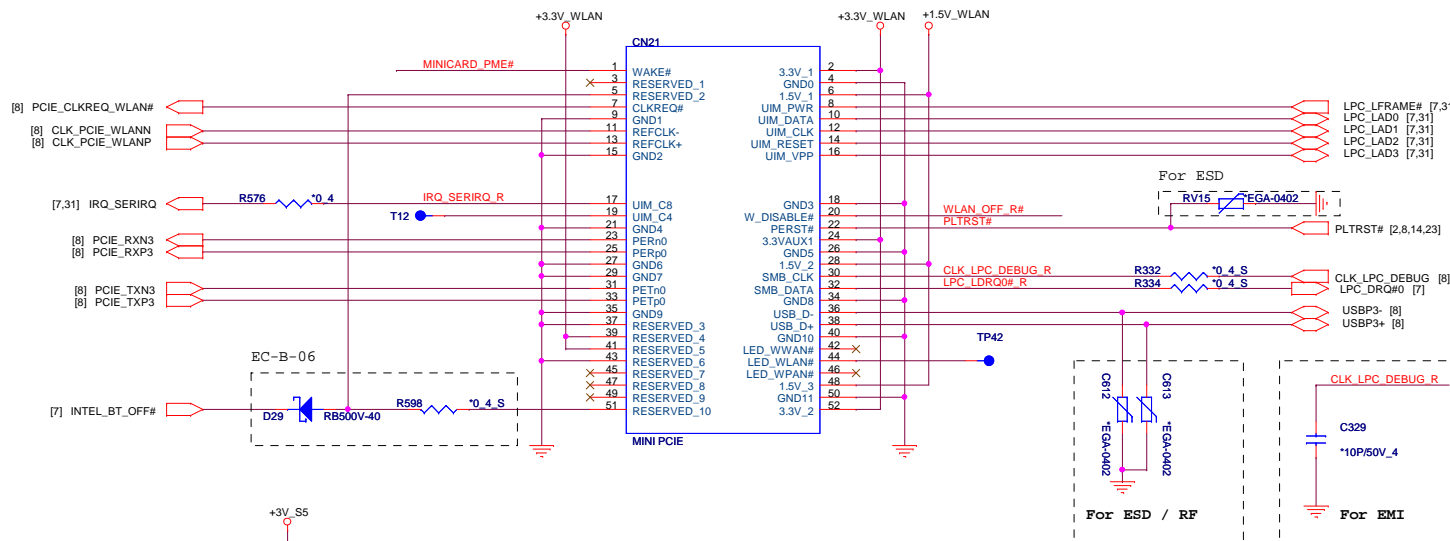 +3.3V_WLAN
+3.3V_WLAN
+1.5V_WLAN
CN21
MINICARD_PME#
1 WAKE#
3 RESERVED_1
5 RESERVED_2
[8] PCIE_CLKREQ_WLAN# 7 CLKREQ#
9 GND1
[8] CLK_PCIE_WLANN 11 REFCLK-
[8] CLK_PCIE_WLANP 13 REFCLK+
15 GND2
[7,31] IRQ_SERIRQ R576 *0_4 IRQ_SERIRQ_R 17 UIM_C8
T12 19 UIM_C4
21 GND4
[8] PCIE_RXN3 23 PERn0
[8] PCIE_RXP3 25 PERp0
27 GND6
29 GND7
[8] PCIE_TXN3 31 PETn0
[8] PCIE_TXP3 33 PETp0
35 GND9
37 RESERVED_3
39 RESERVED_4
41 RESERVED_5
43 RESERVED_6
45 RESERVED_7
47 RESERVED_8
49 RESERVED_9
51 RESERVED_10
EC-B-06
[7] INTEL_BT_OFF# D29 RB500V-40 R598 *0_4_S
MINI PCIE
3.3V_1 2
GND0 4
1.5V_1 6
UIM_PWR 8 LPC_LFRAME# [7,31
UIM_DATA 10 LPC_LAD0 [7,31]
UIM_CLK 12 LPC_LAD1 [7,31]
UIM_RESET 14 LPC_LAD2 [7,31]
UIM_VPP 16 LPC_LAD3 [7,31]
For ESD
RV15 *EGA-0402
GND3 18
W_DISABLE# 20 WLAN_OFF_R#
PERST# 22 PLTRST# PLTRST# [2,8,14,23]
3.3VAUX1 24
GND5 26
1.5V_2 28
SMB_CLK 30 CLK_LPC_DEBUG_R R332 *0_4_S CLK_LPC_DEBUG [8]
SMB_DATA 32 LPC_LDRQ0#_R R334 *0_4_S LPC_DRQ#0 [7]
GND8 34
USB_D- 36 USBP3- [8]
USB_D+ 38 USBP3+ [8]
GND10 40
LED_WWAN# 42
LED_WLAN# 44 TP42
LED_WPAN# 46
1.5V_3 48
GND11 50
3.3V_2 52
C612 *EGA-0402
C613 *EGA-0402
For ESD / RF
CLK_LPC_DEBUG_R
C329
*10P/50V_4
For EMI
+3V_S5